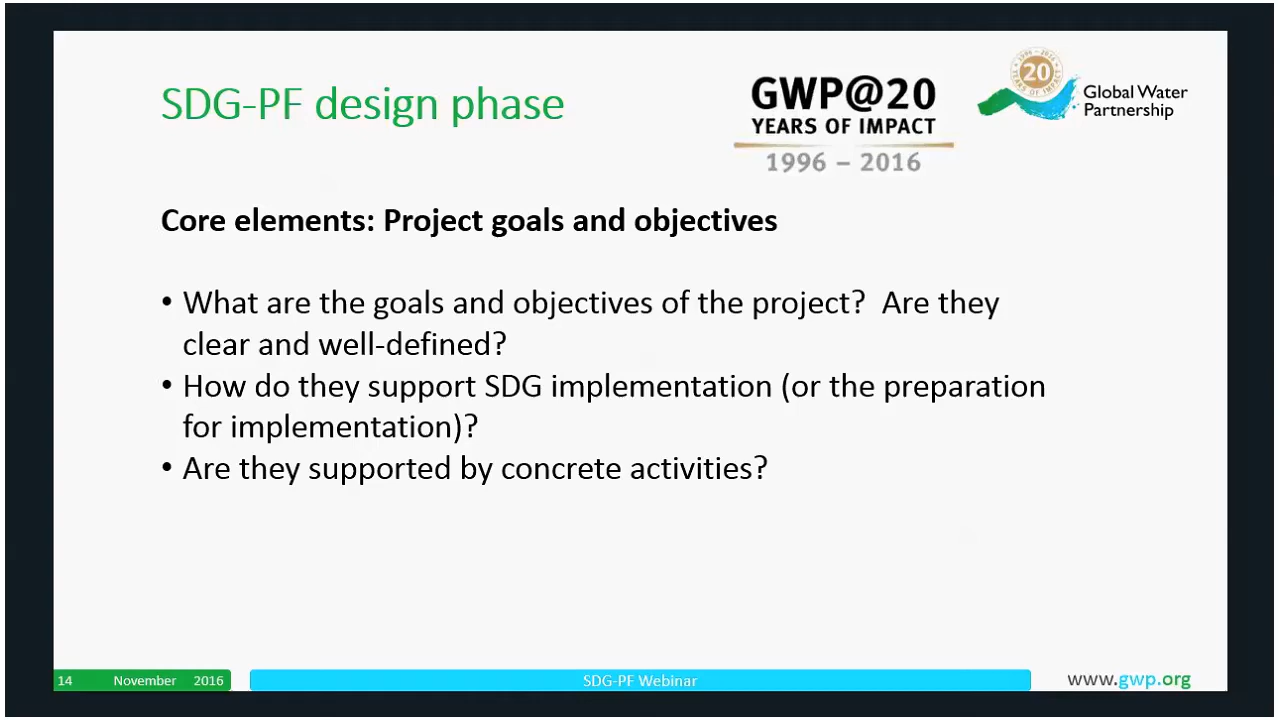 SDG-PF design phase
GWP@20
YEARS OF IMPACT
1996 – 2016
20
Global Water
Partnership
Core elements: Project goals and objectives
• What are the goals and objectives of the project?  Are they
clear and well-defined?
• How do they support SDG implementation (or the preparation
for implementation)?
• Are they supported by concrete activities?
14 November 2016
SDG-PF Webinar
www.gwp.org